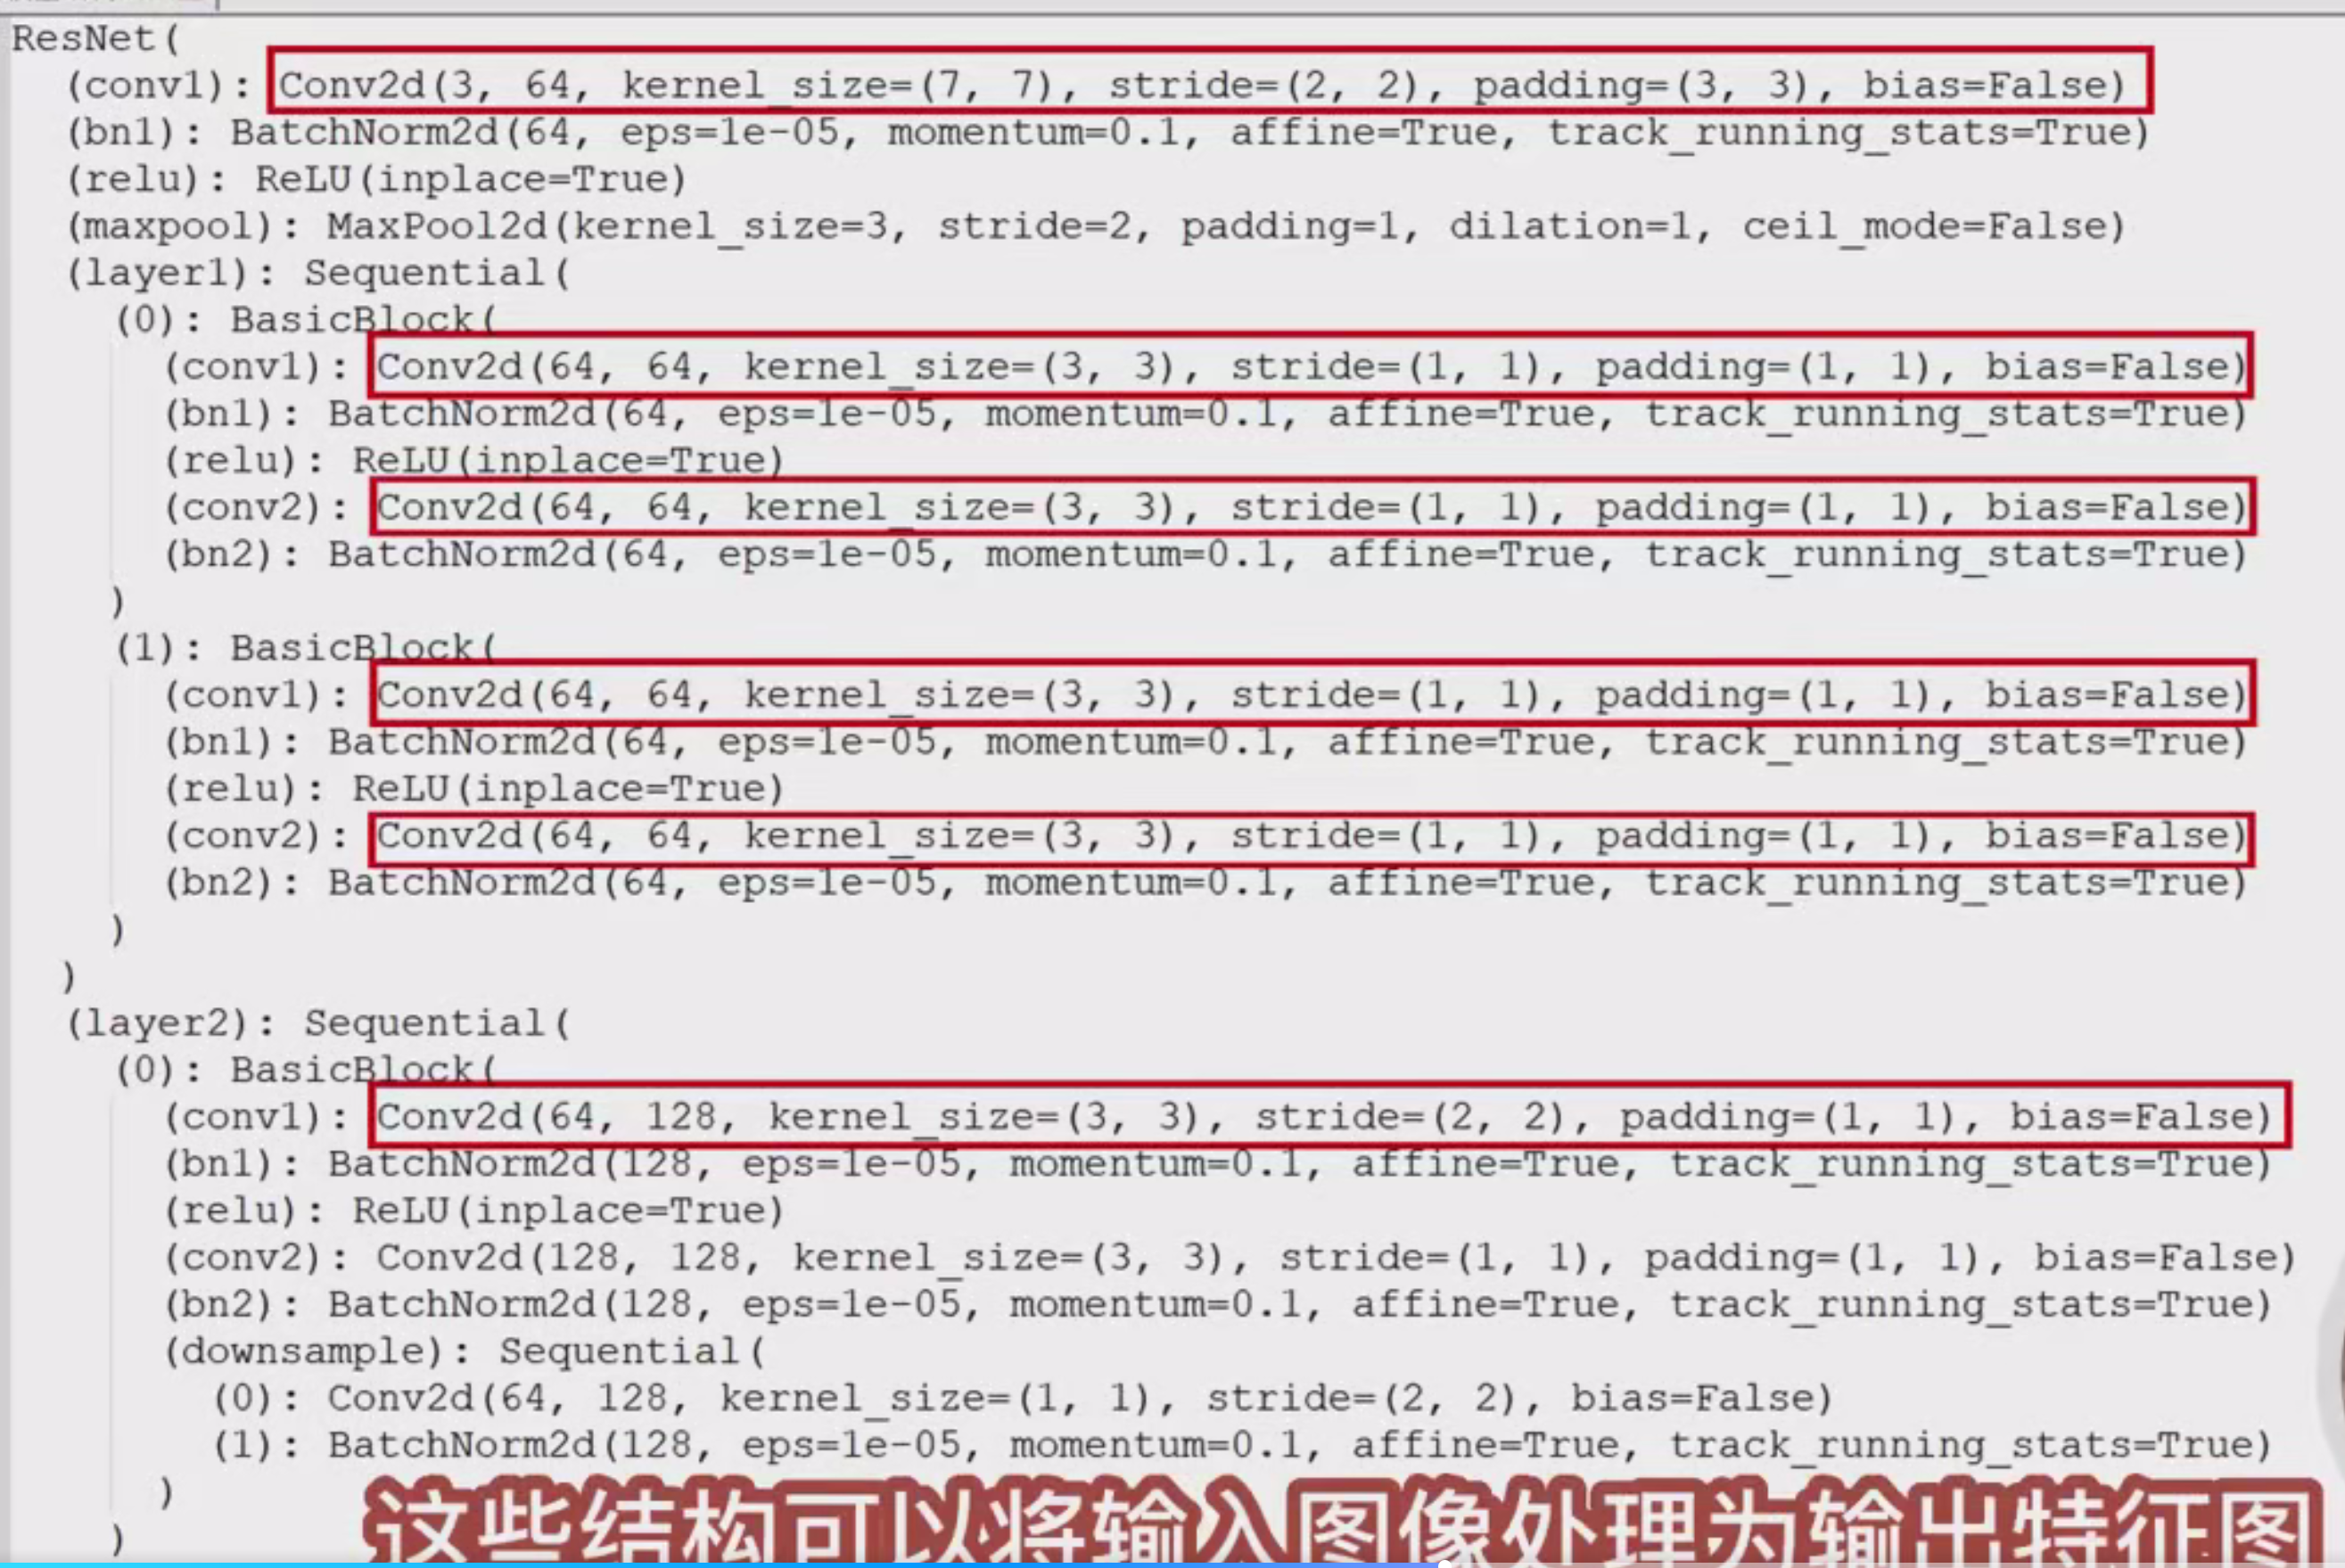 ResNet(
(conv1): Conv2d(3, 64, kernel_size=(7, 7), stride=(2, 2), padding=(3, 3), bias=False)
(bn1): BatchNorm2d(64, eps=1e-05, momentum=0.1, affine=True, track_running_stats=True)
(relu): ReLU(inplace=True)
(maxpool): MaxPool2d(kernel_size=3, stride=2, padding=1, dilation=1, ceil_mode=False)
(layer1): Sequential(
(0): BasicBlock(
(conv1): Conv2d(64, 64, kernel_size=(3, 3), stride=(1, 1), padding=(1, 1), bias=False)
(bn1): BatchNorm2d(64, eps=1e-05, momentum=0.1, affine=True, track_running_stats=True)
(relu): ReLU(inplace=True)
(conv2): Conv2d(64, 64, kernel_size=(3, 3), stride=(1, 1), padding=(1, 1), bias=False)
(bn2): BatchNorm2d(64, eps=1e-05, momentum=0.1, affine=True, track_running_stats=True)
)
(1): BasicBlock(
(conv1): Conv2d(64, 64, kernel_size=(3, 3), stride=(1, 1), padding=(1, 1), bias=False)
(bn1): BatchNorm2d(64, eps=1e-05, momentum=0.1, affine=True, track_running_stats=True)
(relu): ReLU(inplace=True)
(conv2): Conv2d(64, 64, kernel_size=(3, 3), stride=(1, 1), padding=(1, 1), bias=False)
(bn2): BatchNorm2d(64, eps=1e-05, momentum=0.1, affine=True, track_running_stats=True)
)
)
(layer2): Sequential(
(0): BasicBlock(
(conv1): Conv2d(64, 128, kernel_size=(3, 3), stride=(2, 2), padding=(1, 1), bias=False)
(bn1): BatchNorm2d(128, eps=1e-05, momentum=0.1, affine=True, track_running_stats=True)
(relu): ReLU(inplace=True)
(conv2): Conv2d(128, 128, kernel_size=(3, 3), stride=(1, 1), padding=(1, 1), bias=False)
(bn2): BatchNorm2d(128, eps=1e-05, momentum=0.1, affine=True, track_running_stats=True)
(downsample): Sequential(
(0): Conv2d(64, 128, kernel_size=(1, 1), stride=(2, 2), bias=False)
(1): BatchNorm2d(128, eps=1e-05, momentum=0.1, affine=True, track_running_stats=True)
)
)
这些结构可以将输入图像处理为输出特征图